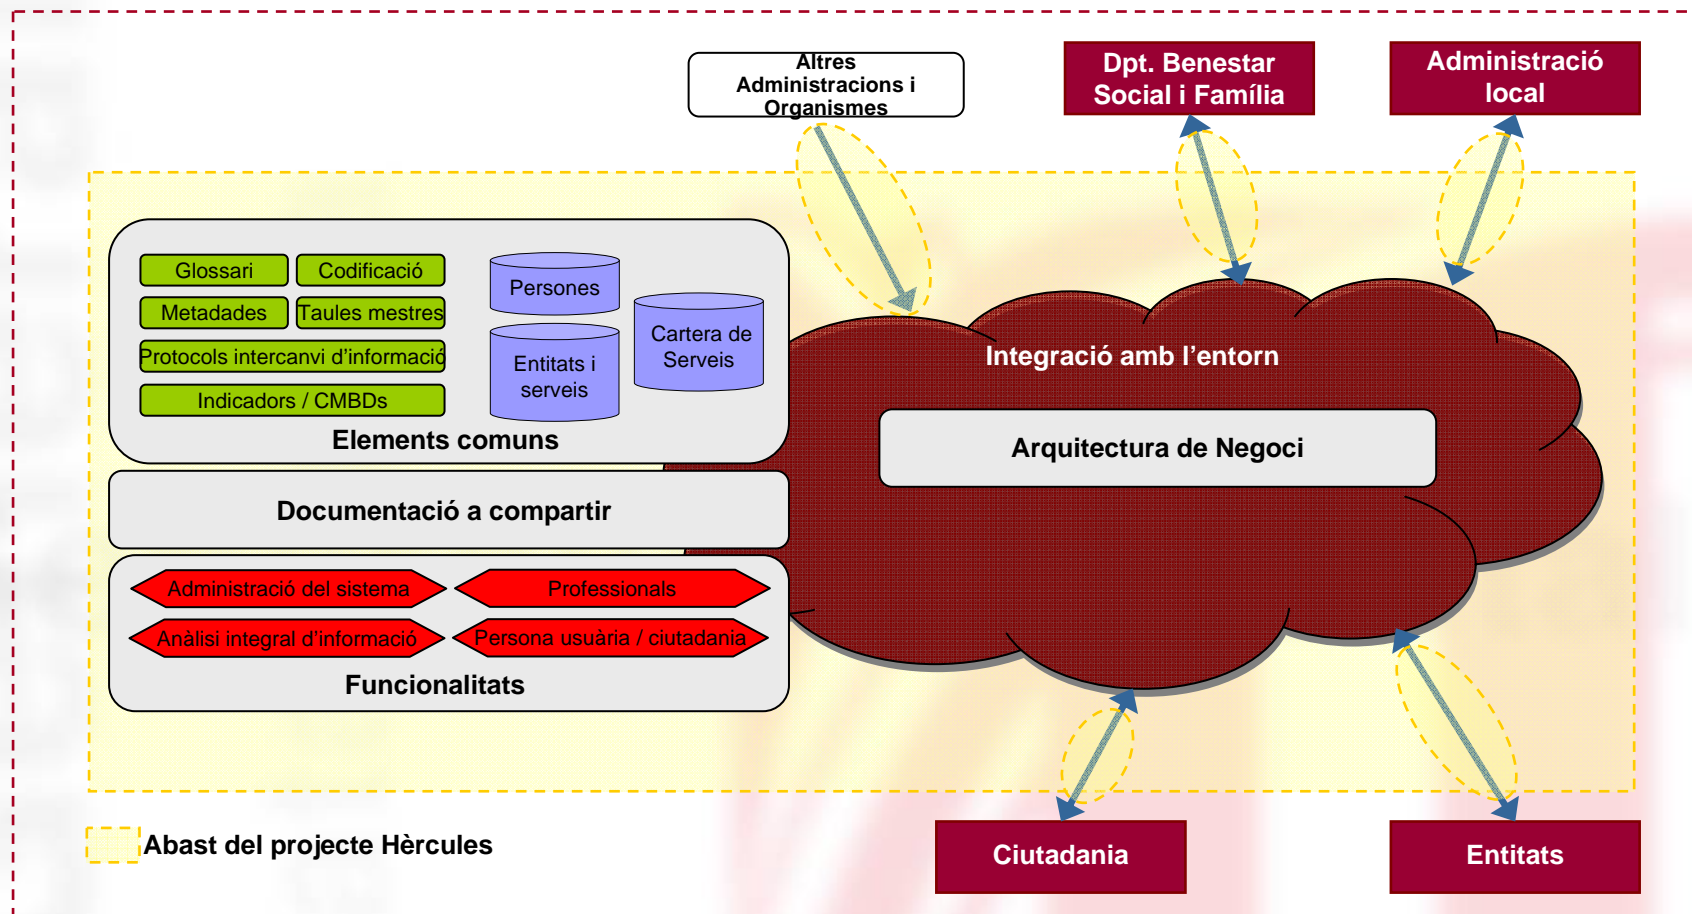 Altres
Administracions i
Organismes
Dpt. Benestar
Social i Família
Administració
local
Glossari
Codificació
Metadades
Taules mestres
Protocols intercanvi d’informació
Indicadors / CMBDs
Persones
Entitats i
serveis
Cartera de
Serveis
Elements comuns
Integració amb l’entorn
Arquitectura de Negoci
Documentació a compartir
Administració del sistema
Professionals
Anàlisi integral d’informació
Persona usuària / ciutadania
Funcionalitats
Abast del projecte Hèrcules
Ciutadania
Entitats